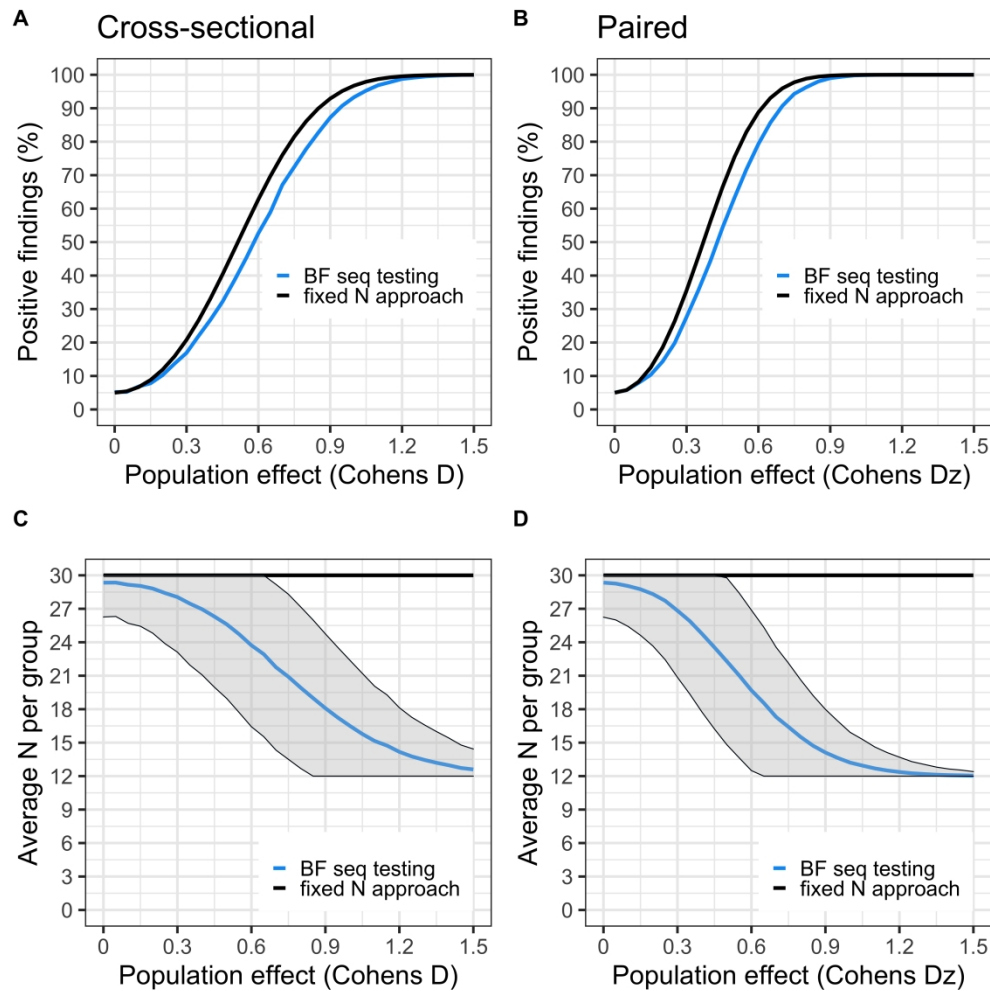 A
Cross-sectional
Positive findings (%)
100
90
80
70
60
50
40
30
20
10
0
BF seq testing
fixed N approach
0 0.3 0.6 0.9 1.2 1.5
Population effect (Cohens D)
B
Paired
Positive findings (%)
100
90
80
70
60
50
40
30
20
10
0
BF seq testing
fixed N approach
0 0.3 0.6 0.9 1.2 1.5
Population effect (Cohens Dz)
C
Average N per group
30
27
24
21
18
15
12
9
6
3
0
BF seq testing
fixed N approach
0 0.3 0.6 0.9 1.2 1.5
Population effect (Cohens D)
D
Average N per group
30
27
24
21
18
15
12
9
6
3
0
BF seq testing
fixed N approach
0 0.3 0.6 0.9 1.2 1.5
Population effect (Cohens Dz)